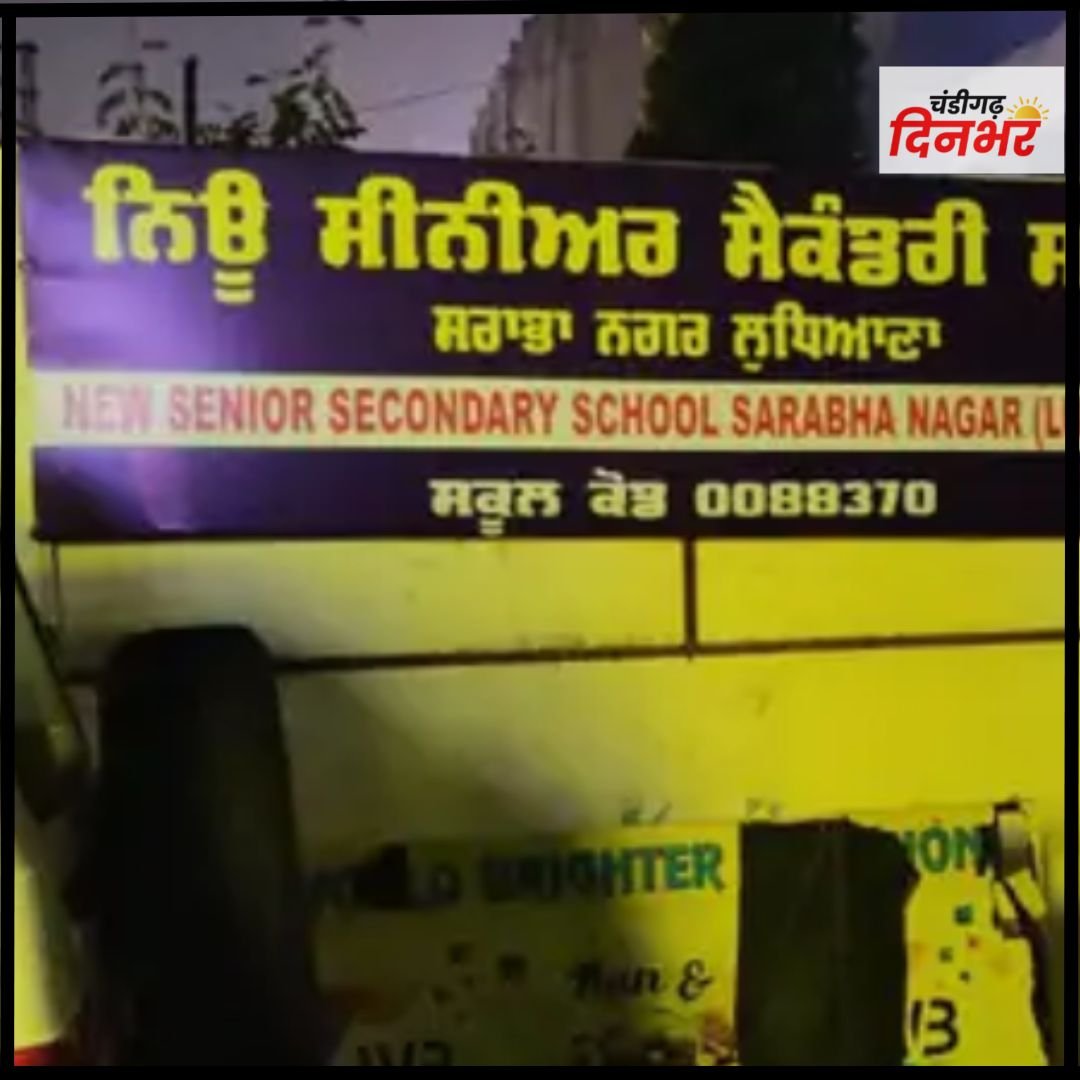 चंडीगढ़
दिनभर
ਨਿਊ ਸੀਨੀਅਰ ਸੈਕੰਡਰੀ ਸ
ਸਰਾਭਾ ਨਗਰ ਲੁਧਿਆਣਾ
NEW SENIOR SECONDARY SCHOOL SARABHA NAGAR (L
ਸਕੂਲ ਕੋਡ 0088370
BRIGHTER
&